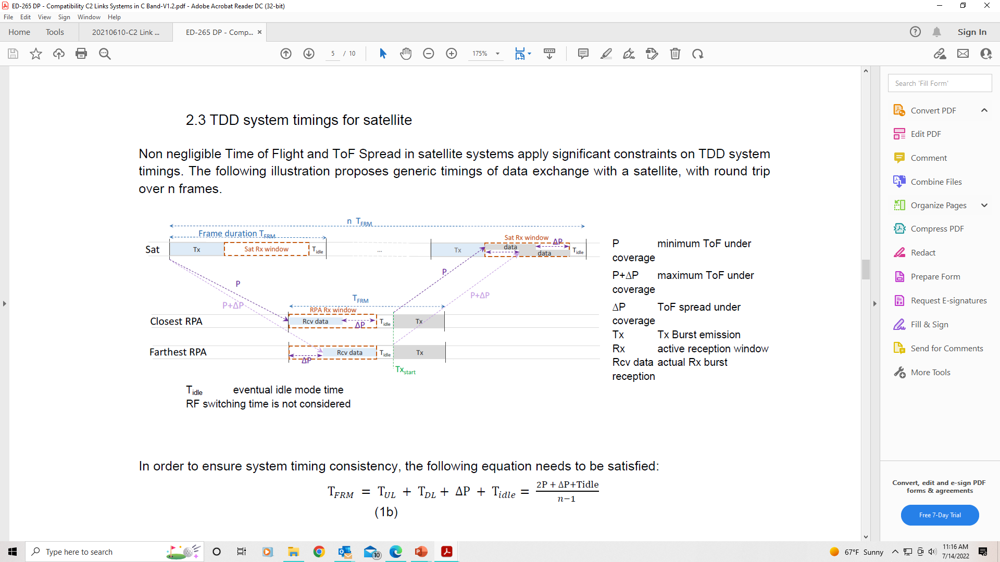 ED-265 DP - Compatibility C2 Links Systems in C Band-V1.2.pdf - Adobe Acrobat Reader DC (32-bit)
File Edit View Sign Window Help
Home Tools 20210610-C2 Link ... ED-265 DP - Comp... × Sign In
5 / 10 175%
2.3 TDD system timings for satellite
Non negligible Time of Flight and ToF Spread in satellite systems apply significant constraints on TDD system
timings. The following illustration proposes generic timings of data exchange with a satellite, with round trip
over n frames.
n TFRM
Frame duration TFRM
Sat Rx window
ΔP
Sat Tx Sat Rx window Tidle ... Tx data data Tidle
P
P+ΔP
P
P+ΔP
TFRM
RPA Rx window
Closest RPA Rcv data ΔP Tidle Tx
Farthest RPA ΔP Rcv data Tidle Tx
Txstart
P minimum ToF under
coverage
P+ΔP maximum ToF under
coverage
ΔP ToF spread under
coverage
Tx Tx Burst emission
Rx active reception window
Rcv data actual Rx burst
reception
Tidle eventual idle mode time
RF switching time is not considered
In order to ensure system timing consistency, the following equation needs to be satisfied:
TFRM = TUL + TDL + ΔP + Tidle = (2P + ΔP+Tidle)/(n−1)
(1b)
Search 'Fill Form'
Convert PDF
Edit PDF
Comment
Combine Files
Organize Pages
Compress PDF
Redact
Prepare Form
Request E-signatures
Fill & Sign
Send for Comments
More Tools
Convert, edit and e-sign PDF
forms & agreements
Free 7-Day Trial
Type here to search
10
67°F Sunny
11:16 AM
7/14/2022